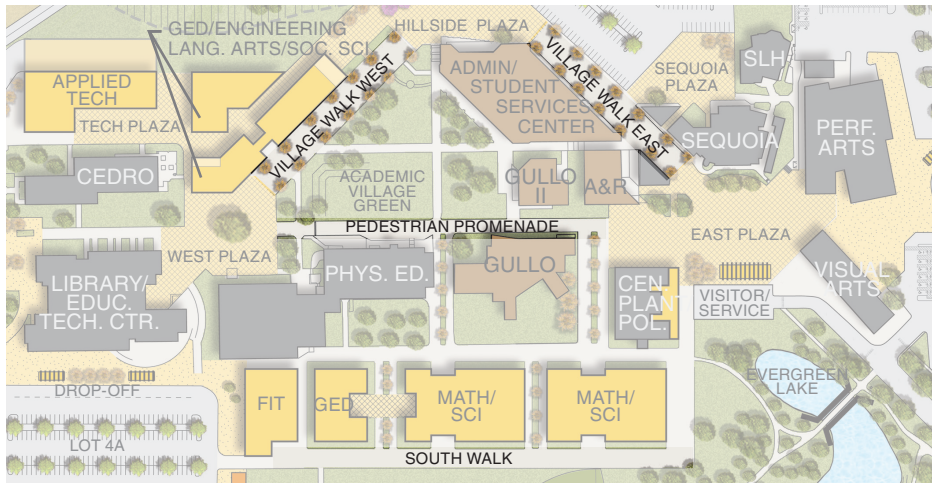 GED/ENGINEERING
LANG. ARTS/SOC. SCI.
HILLSIDE PLAZA
APPLIED
TECH
TECH PLAZA
VILLAGE WALK WEST
ADMIN/
STUDENT
SERVICES
CENTER
VILLAGE WALK EAST
SEQUOIA
PLAZA
SLH
SEQUOIA
PERF.
ARTS
CEDRO
ACADEMIC
VILLAGE
GREEN
GULLO
II
A&R
PEDESTRIAN PROMENADE
EAST PLAZA
WEST PLAZA
LIBRARY/
EDUC.
TECH. CTR.
PHYS. ED.
GULLO
CEN
PLANT
POL.
VISITOR/
SERVICE
VISUAL
ARTS
DROP-OFF
LOT 4A
FIT
GED
MATH/
SCI
MATH/
SCI
EVERGREEN
LAKE
SOUTH WALK